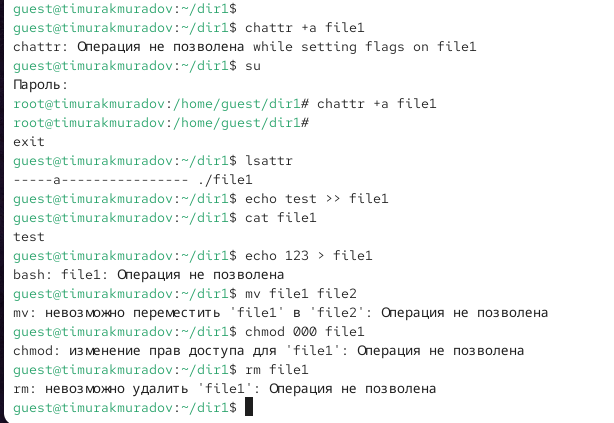 guest@timurakmuradov:~/dir1$
guest@timurakmuradov:~/dir1$ chattr +a file1
chattr: Операция не позволена while setting flags on file1
guest@timurakmuradov:~/dir1$ su
Пароль:
root@timurakmuradov:/home/guest/dir1# chattr +a file1
root@timurakmuradov:/home/guest/dir1#
exit
guest@timurakmuradov:~/dir1$ lsattr
-----a---------------- ./file1
guest@timurakmuradov:~/dir1$ echo test >> file1
guest@timurakmuradov:~/dir1$ cat file1
test
guest@timurakmuradov:~/dir1$ echo 123 > file1
bash: file1: Операция не позволена
guest@timurakmuradov:~/dir1$ mv file1 file2
mv: невозможно переместить 'file1' в 'file2': Операция не позволена
guest@timurakmuradov:~/dir1$ chmod 000 file1
chmod: изменение прав доступа для 'file1': Операция не позволена
guest@timurakmuradov:~/dir1$ rm file1
rm: невозможно удалить 'file1': Операция не позволена
guest@timurakmuradov:~/dir1$